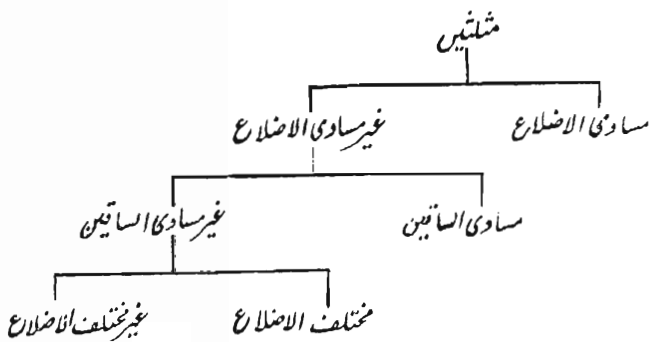 مثلثیں
مساوی الاضلاع غیر مساوی الاضلاع
مساوی الساقین غیر مساوی الساقین
مختلف الاضلاع غیر مختلف الاضلاع